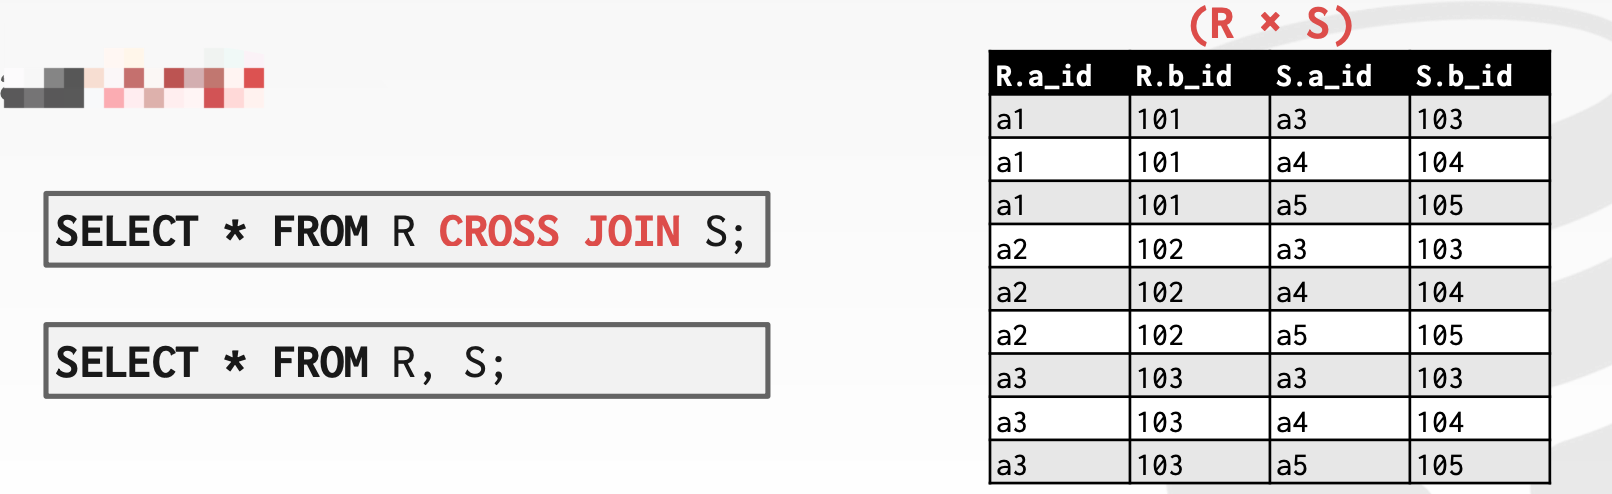 SELECT * FROM R CROSS JOIN S;
SELECT * FROM R, S;
(R × S)
R.a_id R.b_id S.a_id S.b_id
a1 101 a3 103
a1 101 a4 104
a1 101 a5 105
a2 102 a3 103
a2 102 a4 104
a2 102 a5 105
a3 103 a3 103
a3 103 a4 104
a3 103 a5 105